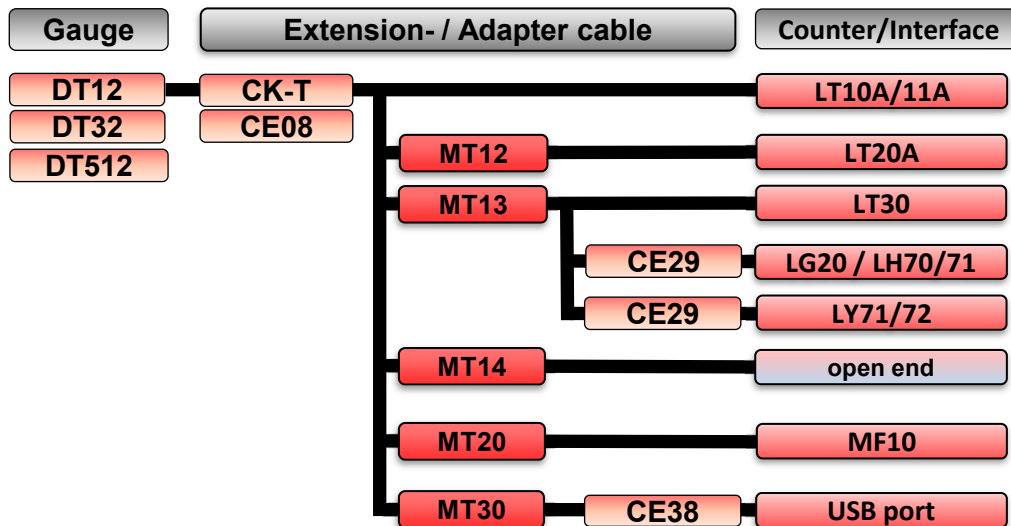 Gauge Extension- / Adapter cable Counter/Interface
DT12 CK-T LT10A/11A
DT32 CE08
MT12 LT20A
DT512
MT13 LT30
CE29 LG20 / LH70/71
CE29 LY71/72
MT14 open end
MT20 MF10
MT30 CE38 USB port